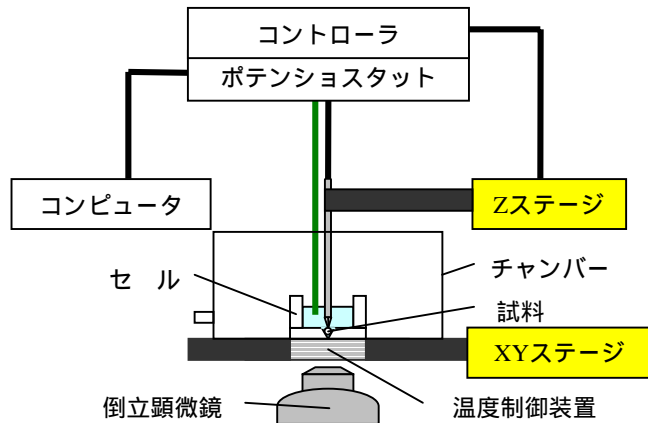 コントローラ
ポテンショスタット
コンピュータ
Zステージ
セ ル
チャンバー
試料
XYステージ
倒立顕微鏡
温度制御装置